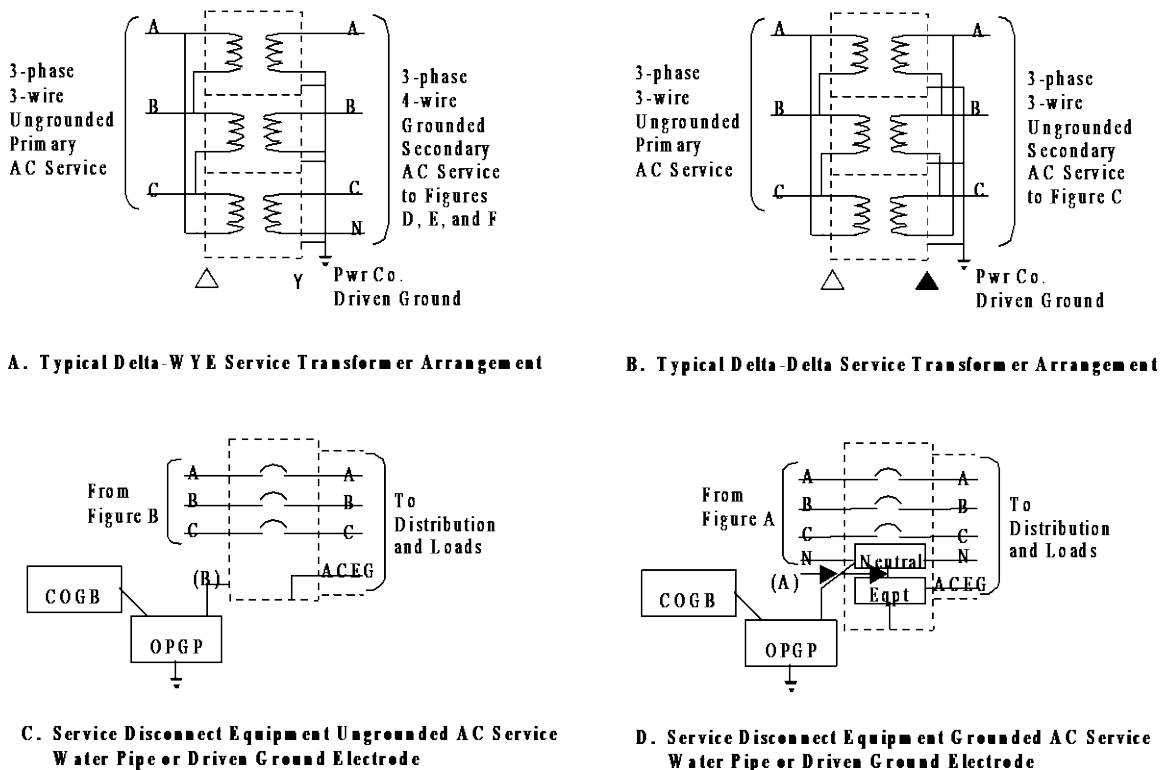 A
A
3-phase
3-wire
Ungrounded
Primary
AC Service
B
B
C
C
N
3-phase
4-wire
Grounded
Secondary
AC Service
to Figures
D, E, and F
△
Y
Pwr Co.
Driven Ground
A. Typical Delta-WYE Service Transformer Arrangement
A
A
3-phase
3-wire
Ungrounded
Primary
AC Service
B
B
C
C
3-phase
3-wire
Ungrounded
Secondary
AC Service
to Figure C
△
▲
Pwr Co.
Driven Ground
B. Typical Delta-Delta Service Transformer Arrangement
From
Figure B
A
A
B
B
C
C
To
Distribution
and Loads
(B)
ACEG
COGB
OPGP
C. Service Disconnect Equipment Ungrounded AC Service
Water Pipe or Driven Ground Electrode
From
Figure A
A
A
B
B
C
C
N
Neutral
N
To
Distribution
and Loads
(A)
Eqpt
ACEG
COGB
OPGP
D. Service Disconnect Equipment Grounded AC Service
Water Pipe or Driven Ground Electrode